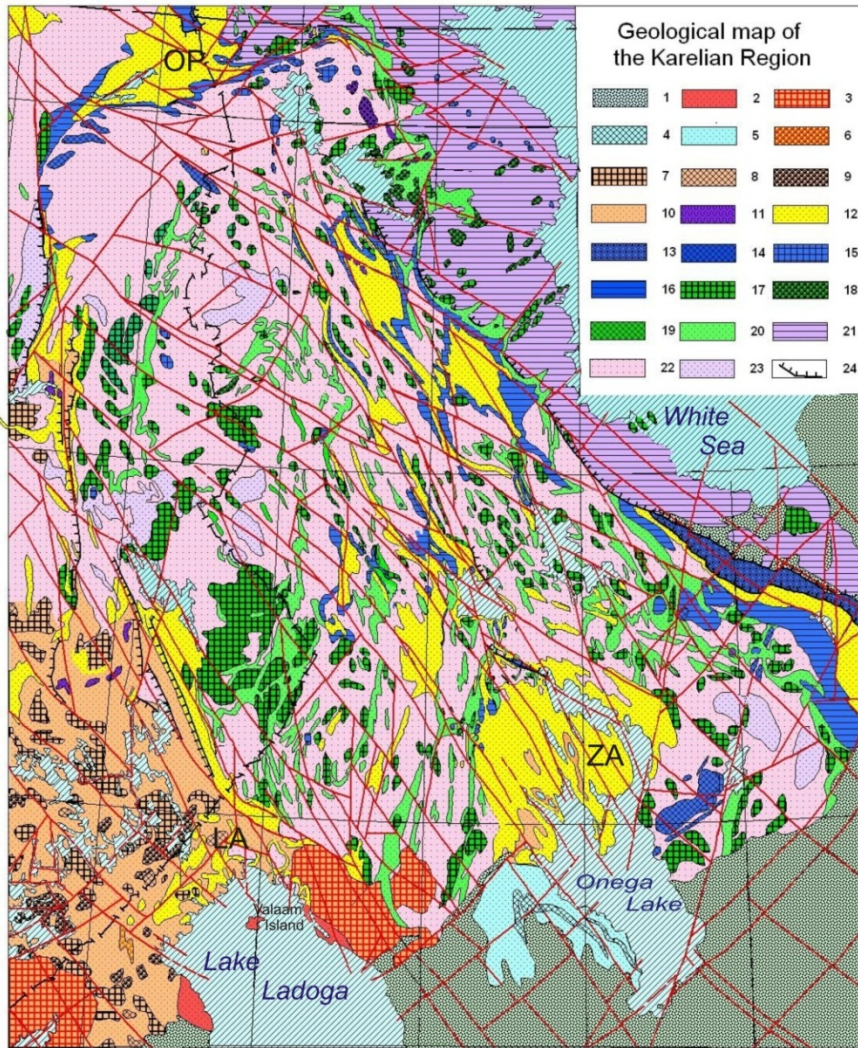 Geological map of
the Karelian Region
1 2 3
4 5 6
7 8 9
10 11 12
13 14 15
16 17 18
19 20 21
22 23 24
OP
White
Sea
ZA
LA
Onega
Lake
Valaam
Island
Lake
Ladoga